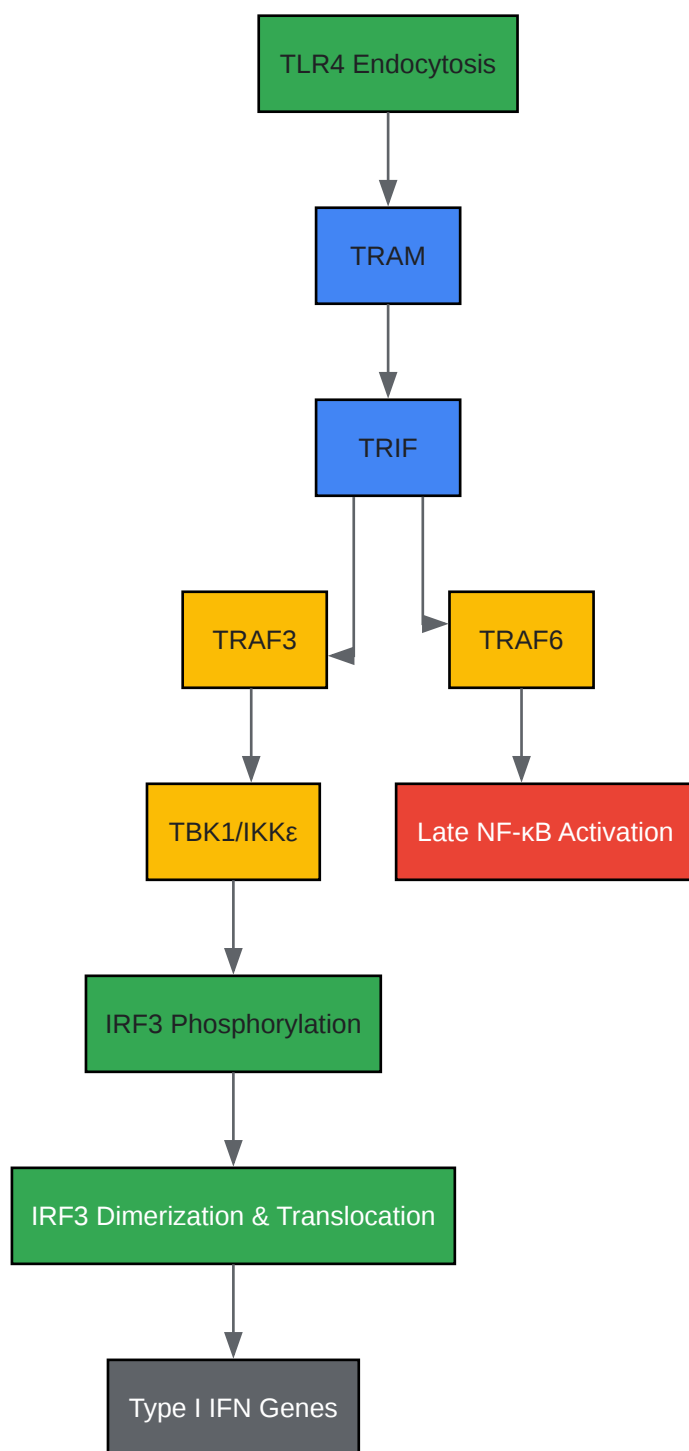 TLR4 Endocytosis
TRAM
TRIF
TRAF3
TRAF6
TBK1/IKKε
Late NF-κB Activation
IRF3 Phosphorylation
IRF3 Dimerization & Translocation
Type I IFN Genes